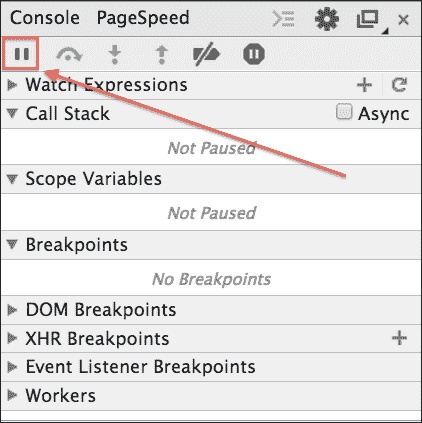 Console PageSpeed
Watch Expressions
Call Stack Async
Not Paused
Scope Variables
Not Paused
Breakpoints
No Breakpoints
DOM Breakpoints
XHR Breakpoints
Event Listener Breakpoints
Workers